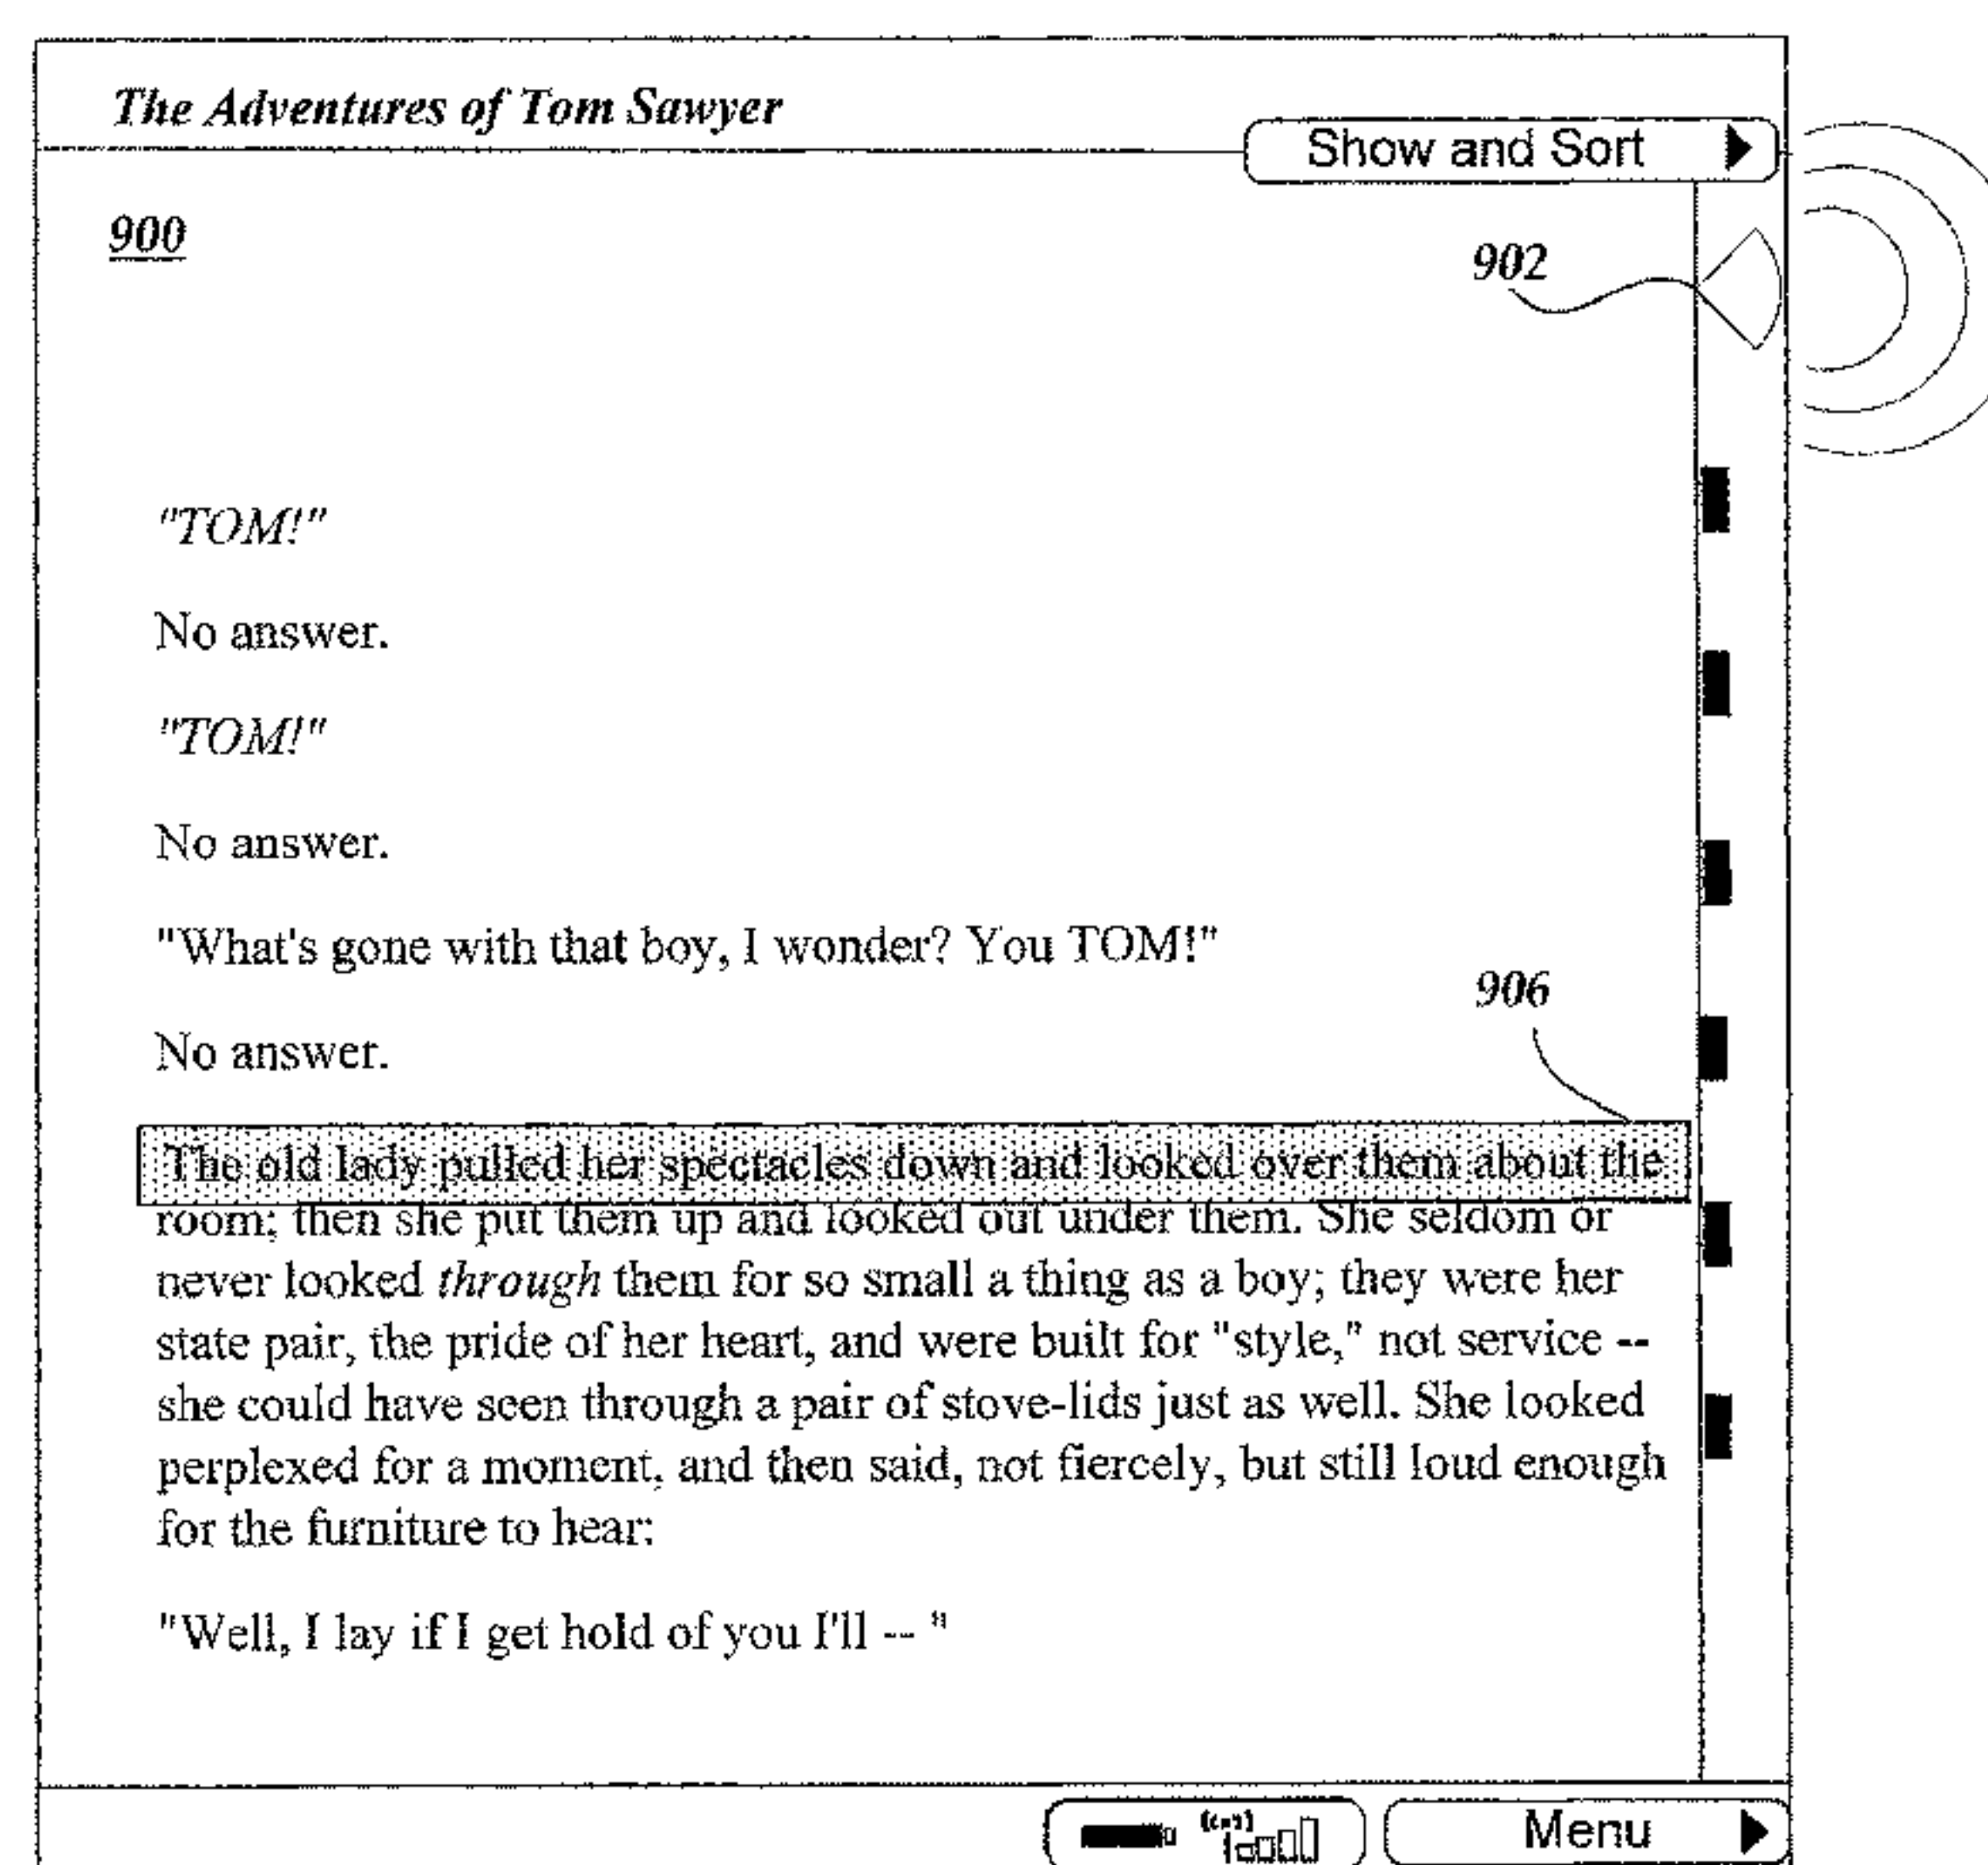 The Adventures of Tom Sawyer
Show and Sort
900
902
"TOM!"
No answer.
"TOM!"
No answer.
"What's gone with that boy, I wonder? You TOM!"
906
No answer.
The old lady pulled her spectacles down and looked over them about the
room; then she put them up and looked out under them. She seldom or
never looked through them for so small a thing as a boy; they were her
state pair, the pride of her heart, and were built for "style," not service --
she could have seen through a pair of stove-lids just as well. She looked
perplexed for a moment, and then said, not fiercely, but still loud enough
for the furniture to hear:
"Well, I lay if I get hold of you I'll -- "
Menu